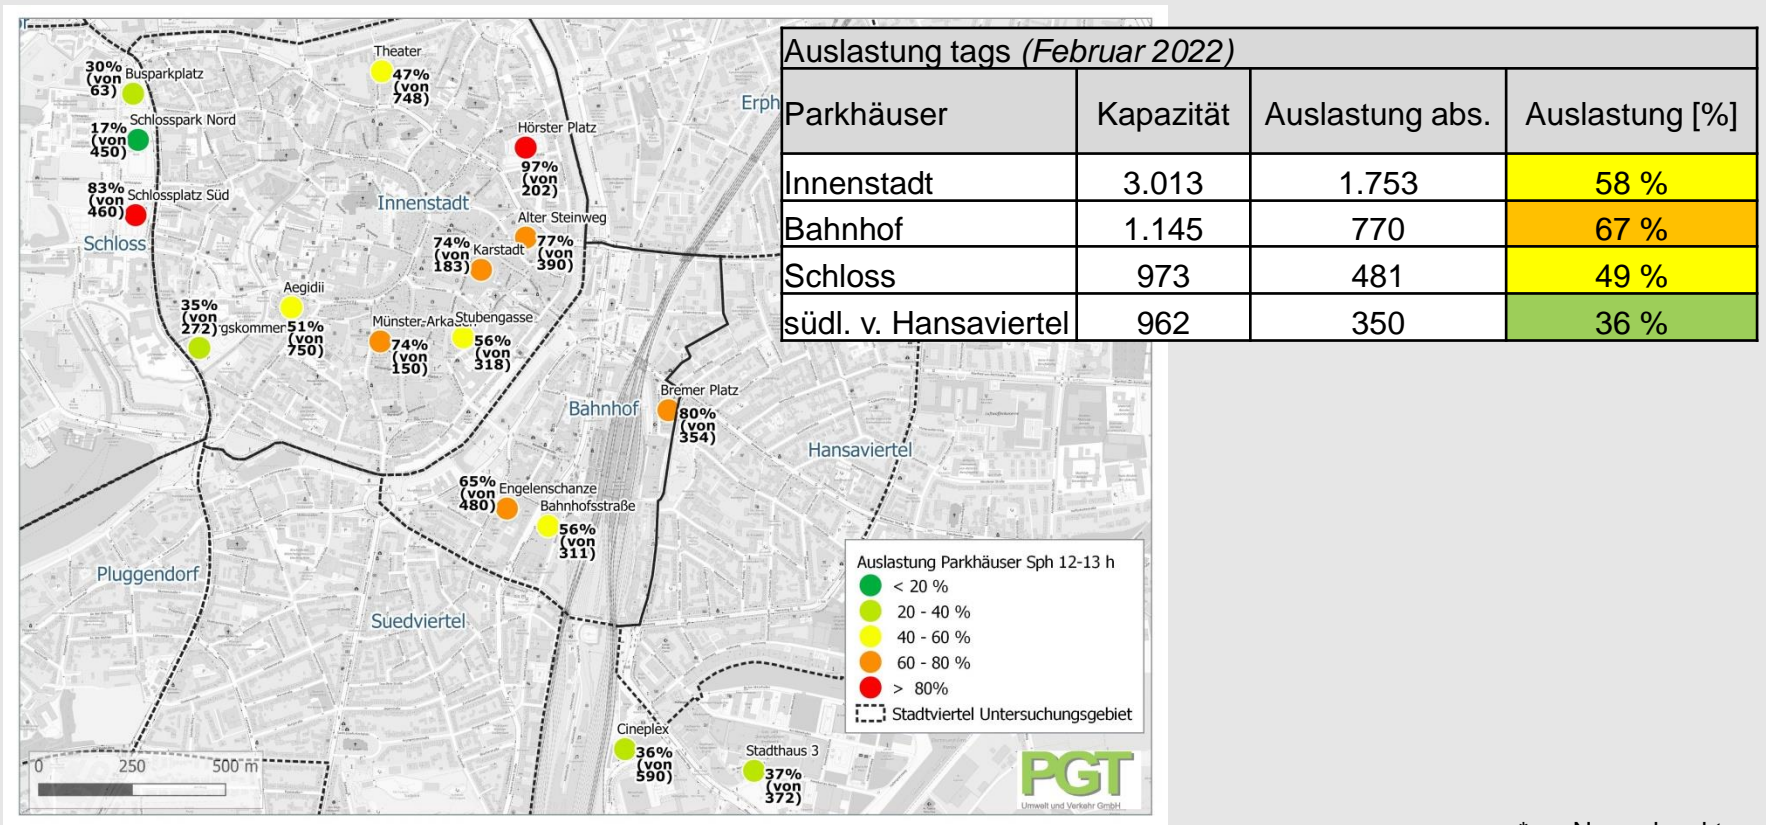 Theater
47%
(von
748)
30%
(von
63)
Busparkplatz
Schlosspark Nord
17%
(von
450)
Hörster Platz
97%
(von
202)
83%
(von
460)
Schlossplatz Süd
Innenstadt
Schloss
Alter Steinweg
77%
(von
390)
74%
(von
183)
Karstadt
Aegidii
51%
(von
750)
35%
(von
272)
Münster-Arkaden
74%
(von
150)
Stubengasse
56%
(von
318)
Bremer Platz
80%
(von
354)
Bahnhof
Hansaviertel
65%
(von
480)
Engelenschanze
Bahnhofsstraße
56%
(von
311)
Pluggendorf
Suedviertel
Cineplex
36%
(von
590)
Stadthaus 3
37%
(von
372)
0 250 500 m
Auslastung Parkhäuser Sph 12-13 h
< 20 %
20 - 40 %
40 - 60 %
60 - 80 %
> 80%
Stadtviertel Untersuchungsgebiet
PGT
Umwelt und Verkehr GmbH
Auslastung tags (Februar 2022)
Parkhäuser Kapazität Auslastung abs. Auslastung [%]
Innenstadt 3.013 1.753 58 %
Bahnhof 1.145 770 67 %
Schloss 973 481 49 %
südl. v. Hansaviertel 962 350 36 %